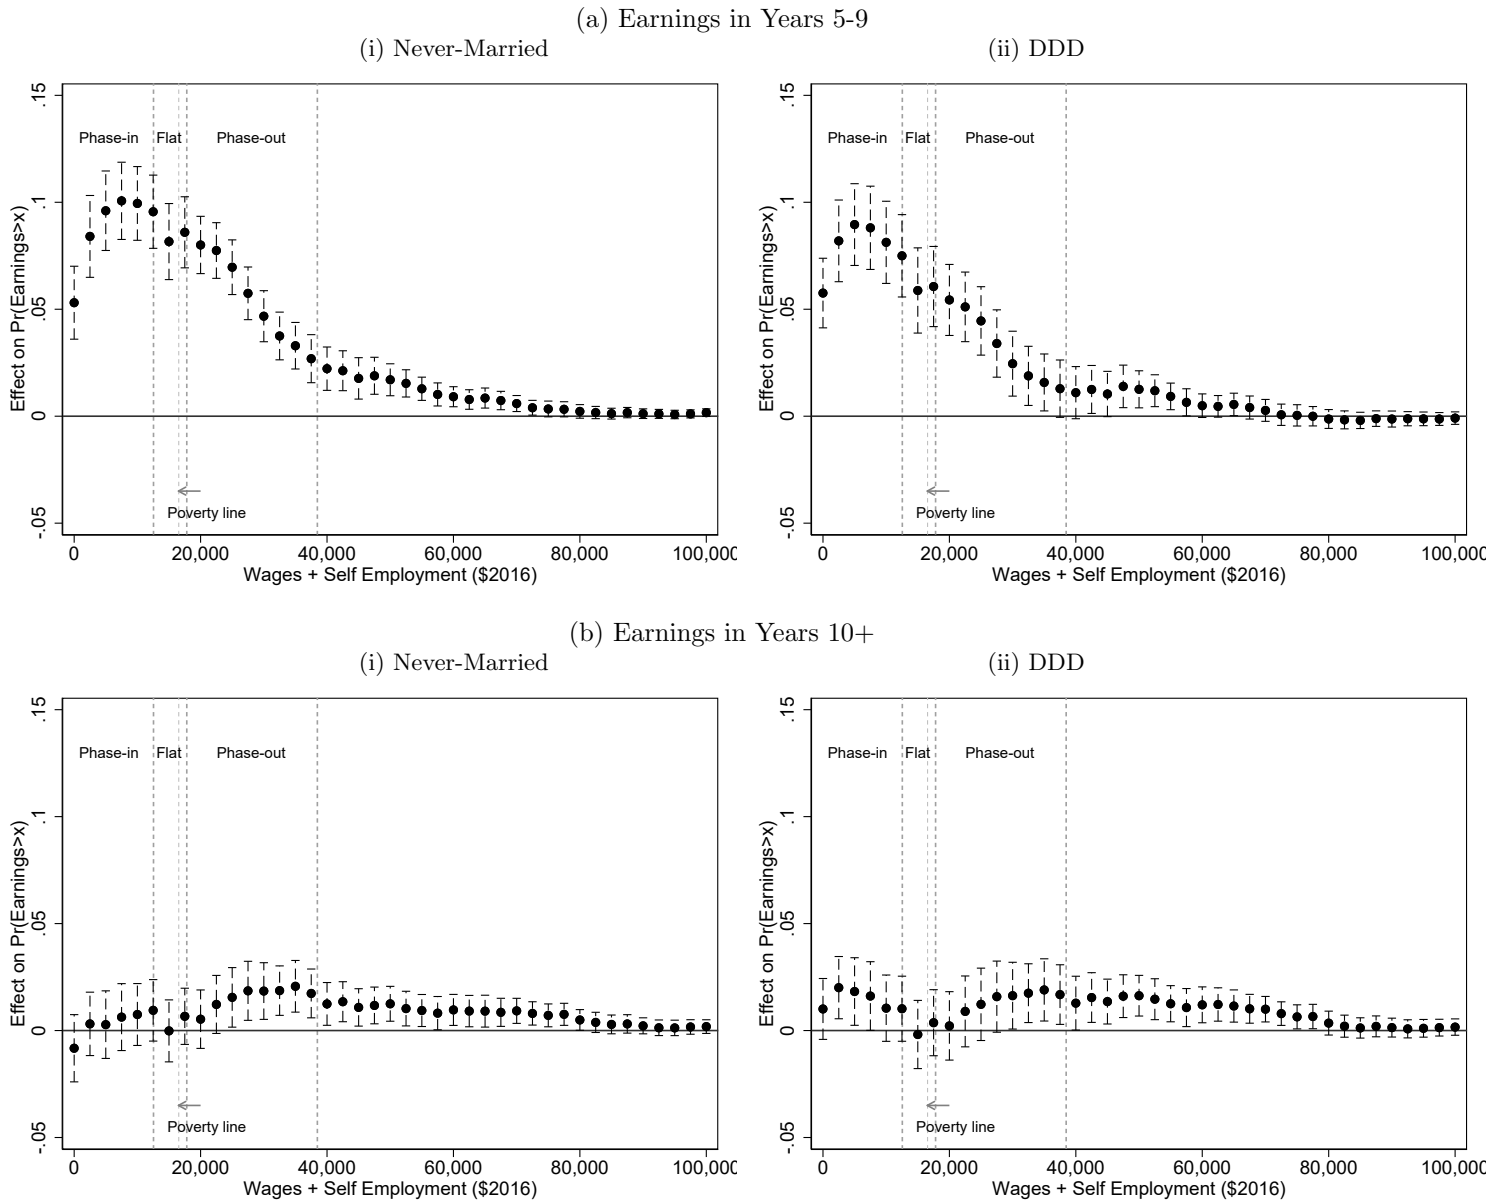 (a) Earnings in Years 5-9
(i) Never-Married
Effect on Pr(Earnings>x)
.15
.1
.05
0
-.05
Phase-in
Flat
Phase-out
Poverty line
0
20,000
40,000
60,000
80,000
100,000
Wages + Self Employment ($2016)
(ii) DDD
Effect on Pr(Earnings>x)
.15
.1
.05
0
-.05
Phase-in
Flat
Phase-out
Poverty line
0
20,000
40,000
60,000
80,000
100,000
Wages + Self Employment ($2016)
(b) Earnings in Years 10+
(i) Never-Married
Effect on Pr(Earnings>x)
.15
.1
.05
0
-.05
Phase-in
Flat
Phase-out
Poverty line
0
20,000
40,000
60,000
80,000
100,000
Wages + Self Employment ($2016)
(ii) DDD
Effect on Pr(Earnings>x)
.15
.1
.05
0
-.05
Phase-in
Flat
Phase-out
Poverty line
0
20,000
40,000
60,000
80,000
100,000
Wages + Self Employment ($2016)